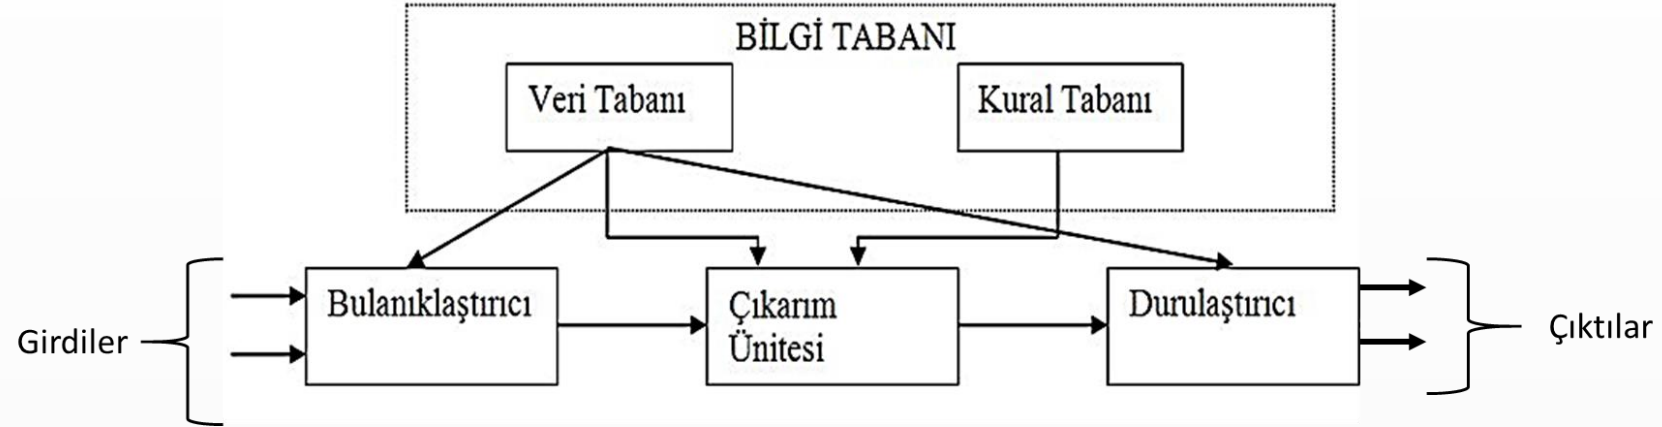 BİLGİ TABANI
Veri Tabanı
Kural Tabanı
Girdiler
Bulanıklaştırıcı
Çıkarım
Ünitesi
Durulaştırıcı
Çıktılar